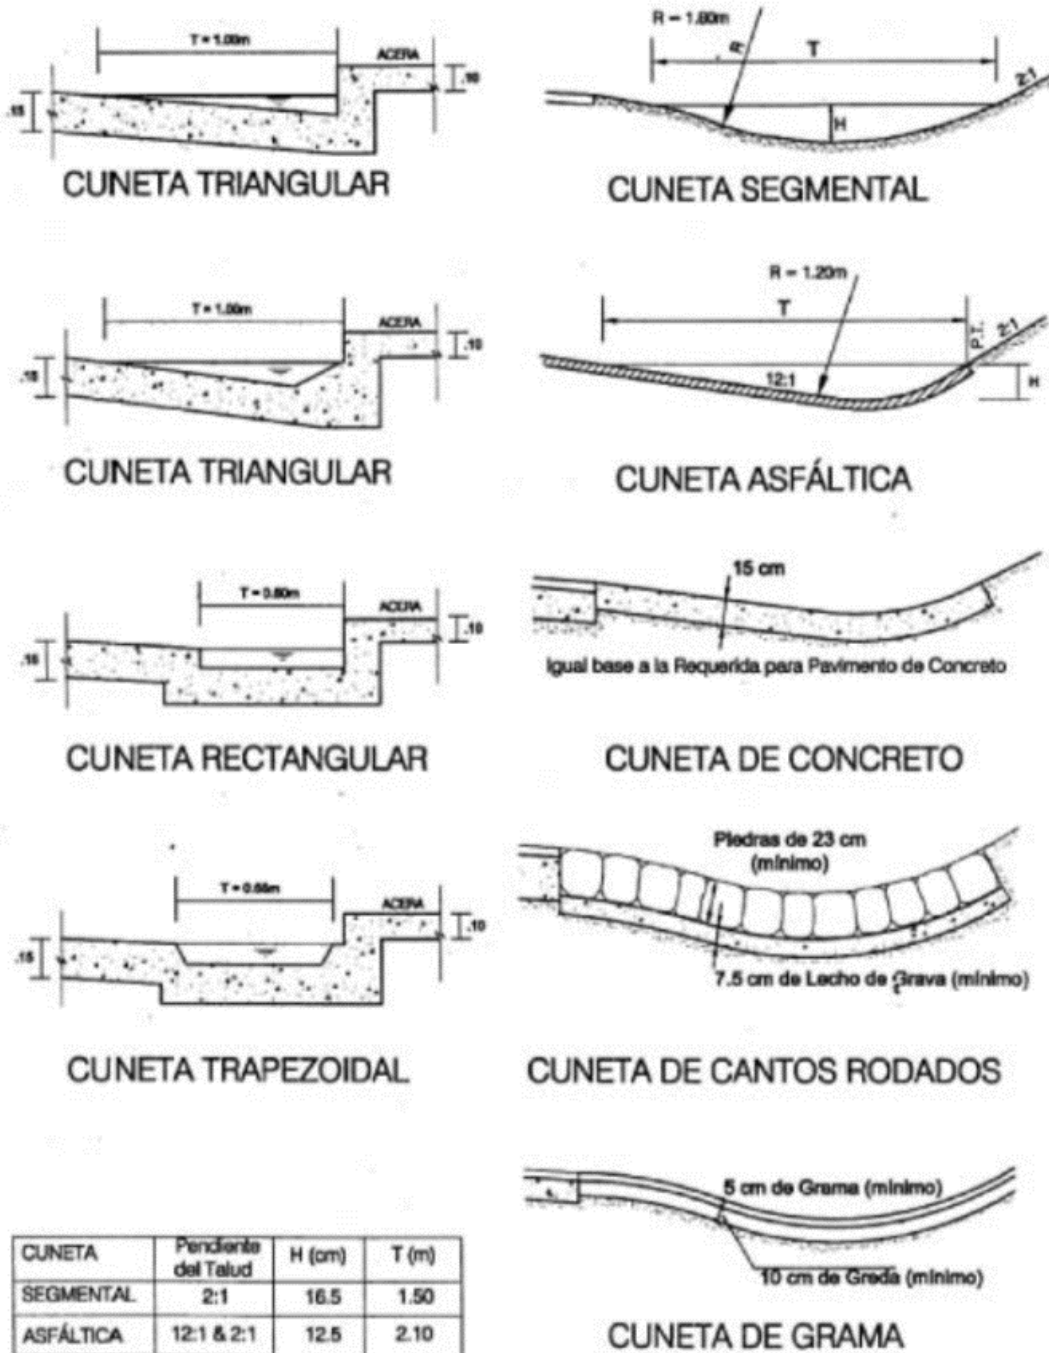 T = 1.00m
ACERA
.10
.15
CUNETA TRIANGULAR
R = 1.80m
R
T
2:1
H
CUNETA SEGMENTAL
T = 1.00m
ACERA
.10
.15
CUNETA TRIANGULAR
R = 1.20m
T
P.T.
2:1
12:1
H
CUNETA ASFÁLTICA
ACERA
.10
.15
CUNETA RECTANGULAR
15 cm
Igual base a la Requerida para Pavimento de Concreto
CUNETA DE CONCRETO
ACERA
.10
.15
CUNETA TRAPEZOIDAL
Piedras de 23 cm
(mínimo)
7.5 cm de Lecho de Grava (mínimo)
CUNETA DE CANTOS RODADOS
5 cm de Grama (mínimo)
10 cm de Greda (mínimo)
CUNETA DE GRAMA
CUNETA Pendiente del Talud H (cm) T (m)
SEGMENTAL 2:1 16.5 1.50
ASFÁLTICA 12:1 & 2:1 12.5 2.10